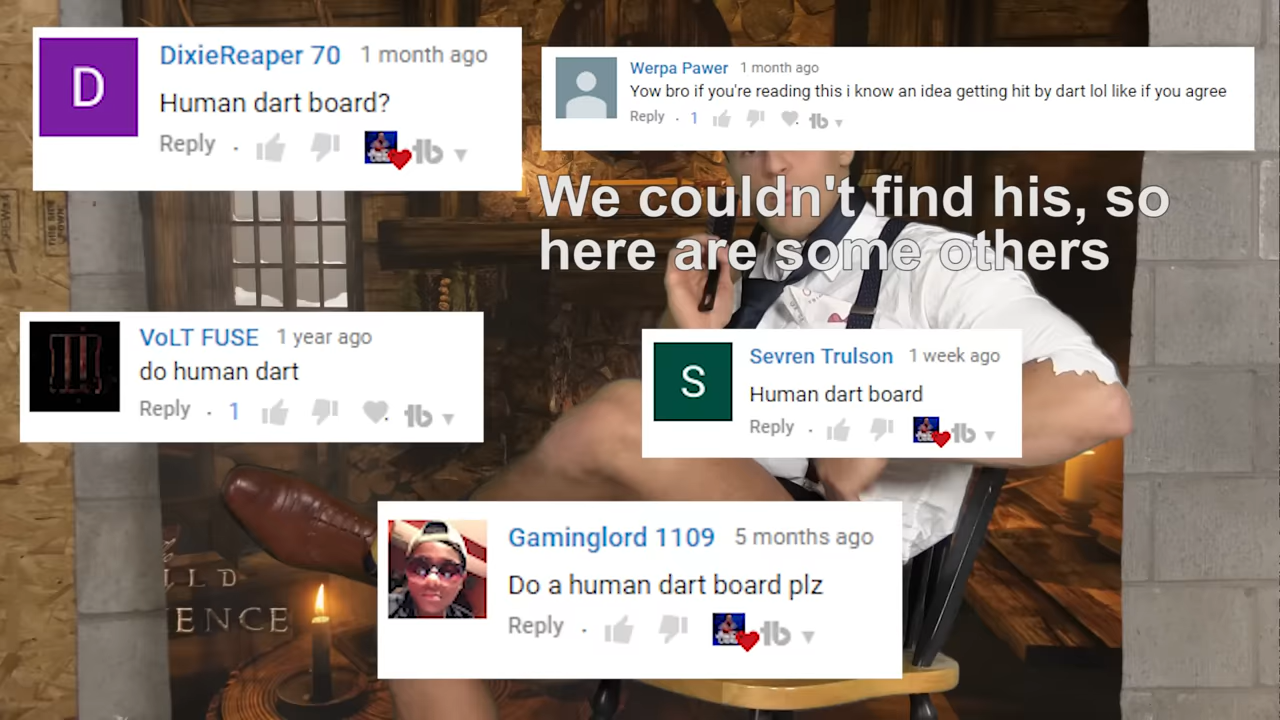 DixieReaper 70 1 month ago
Human dart board?
Reply
Werpa Pawer 1 month ago
Yow bro if you're reading this i know an idea getting hit by dart lol like if you agree
Reply · 1
We couldn't find his, so
here are some others
VoLT FUSE 1 year ago
do human dart
Reply · 1
Sevren Trulson 1 week ago
Human dart board
Reply
Gaminglord 1109 5 months ago
Do a human dart board plz
Reply
D
S